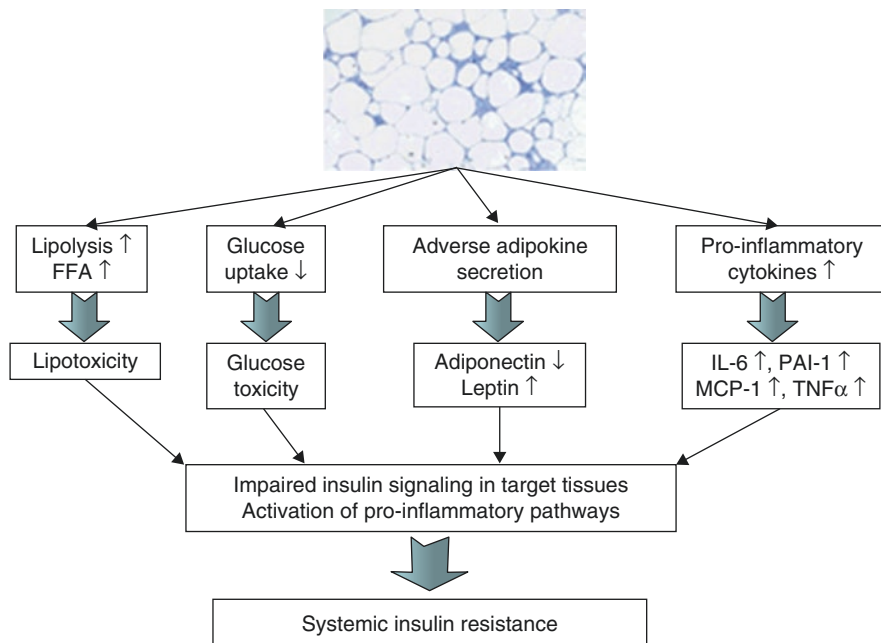 Lipolysis ↑
FFA ↑
Glucose
uptake ↓
Adverse adipokine
secretion
Pro-inflammatory
cytokines ↑
Lipotoxicity
Glucose
toxicity
Adiponectin ↓
Leptin ↑
IL-6 ↑, PAI-1 ↑
MCP-1 ↑, TNFα ↑
Impaired insulin signaling in target tissues
Activation of pro-inflammatory pathways
Systemic insulin resistance